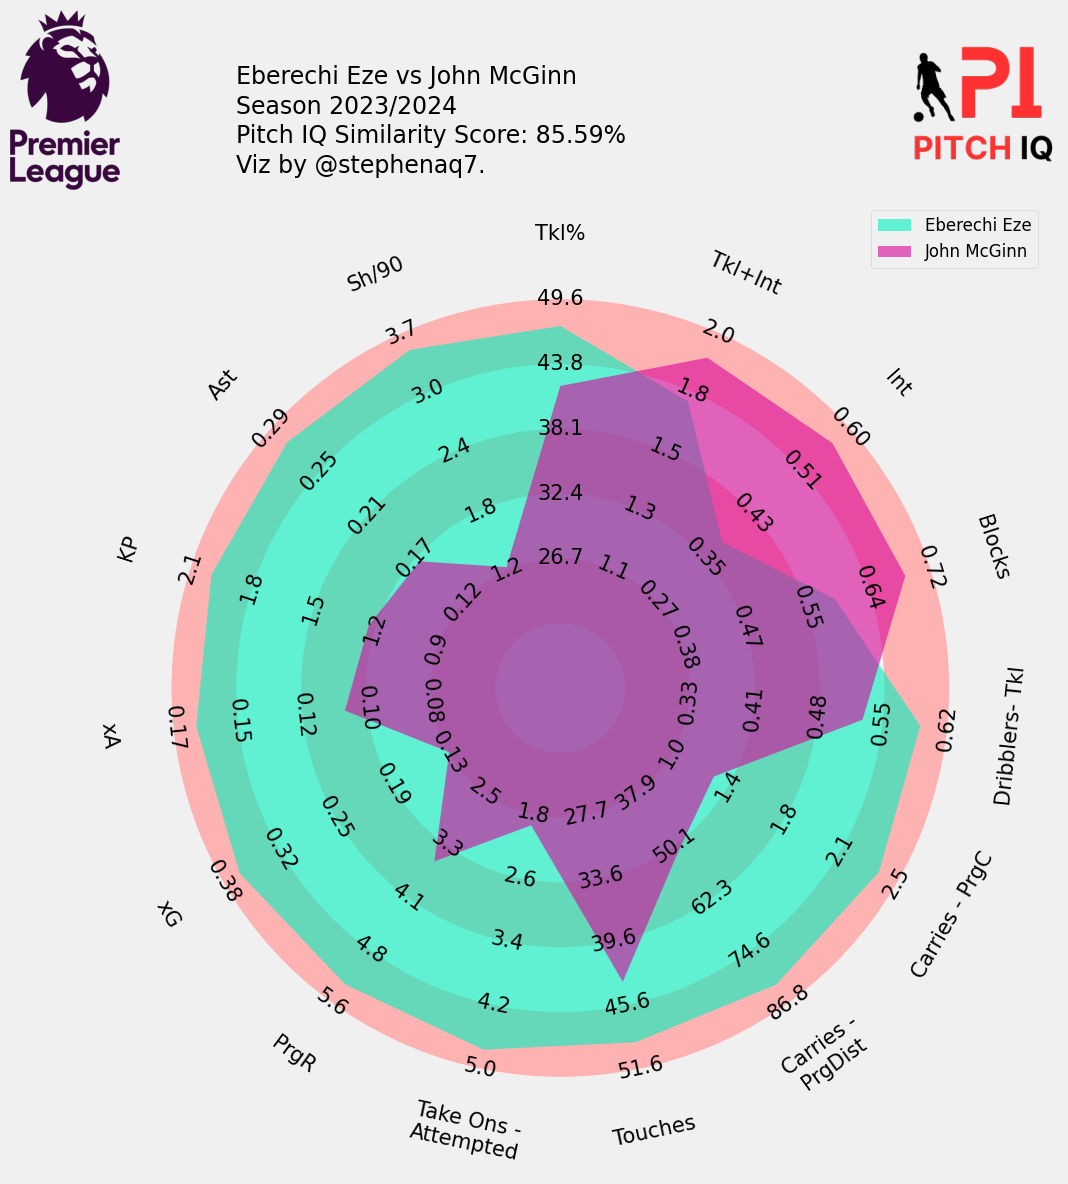 Premier
League
Eberechi Eze vs John McGinn
Season 2023/2024
Pitch IQ Similarity Score: 85.59%
Viz by @stephenaq7.
PI
PITCH IQ
Eberechi Eze
John McGinn
Tkl%
26.7
32.4
38.1
43.8
49.6
Tkl+Int
1.1
1.3
1.5
1.8
2.0
Int
0.27
0.35
0.43
0.51
0.60
Blocks
0.38
0.47
0.55
0.64
0.72
Dribblers- Tkl
0.33
0.41
0.48
0.55
0.62
Carries - PrgC
1.0
1.4
1.8
2.1
2.5
Carries -
PrgDist
37.9
50.1
62.3
74.6
86.8
Touches
27.7
33.6
39.6
45.6
51.6
Take Ons -
Attempted
1.8
2.6
3.4
4.2
5.0
PrgR
2.5
3.3
4.1
4.8
5.6
xG
0.13
0.19
0.25
0.32
0.38
xA
0.08
0.10
0.12
0.15
0.17
KP
0.9
1.2
1.5
1.8
2.1
Ast
0.12
0.17
0.21
0.25
0.29
Sh/90
1.2
1.8
2.4
3.0
3.7